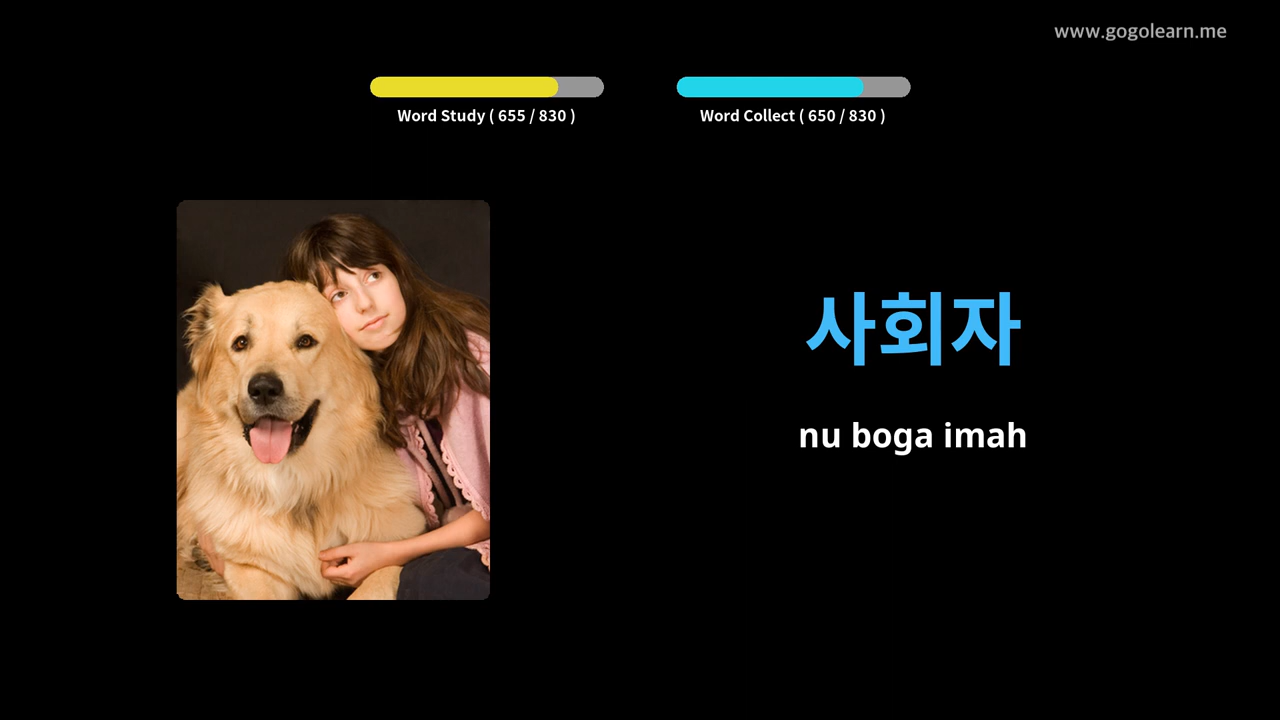 www.gogolearn.me
Word Study ( 655 / 830 )
Word Collect ( 650 / 830 )
사회자
nu boga imah